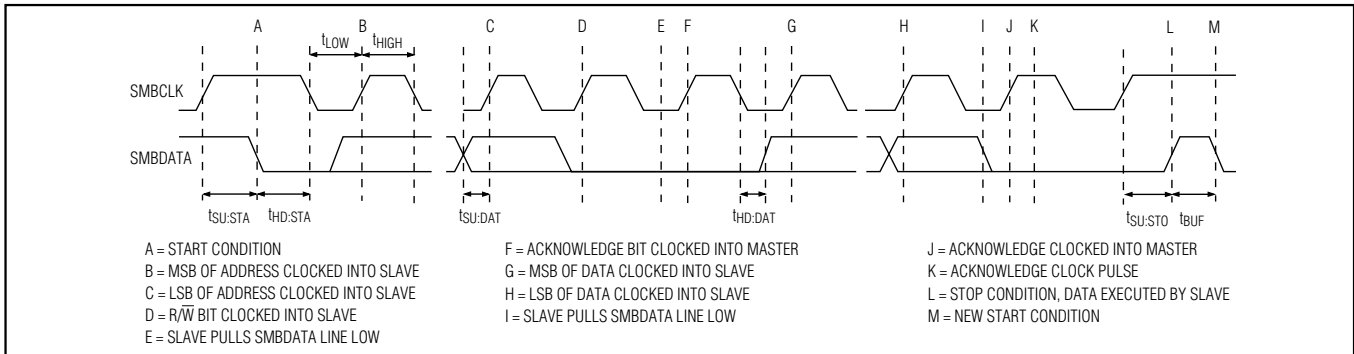 A B C D E F G H I J K L M
tLOW tHIGH
SMBCLK
SMBDATA
tSU:STA tHD:STA tSU:DAT tHD:DAT tSU:STO tBUF
A = START CONDITION
B = MSB OF ADDRESS CLOCKED INTO SLAVE
C = LSB OF ADDRESS CLOCKED INTO SLAVE
D = R/W̅ BIT CLOCKED INTO SLAVE
E = SLAVE PULLS SMBDATA LINE LOW
F = ACKNOWLEDGE BIT CLOCKED INTO MASTER
G = MSB OF DATA CLOCKED INTO SLAVE
H = LSB OF DATA CLOCKED INTO SLAVE
I = SLAVE PULLS SMBDATA LINE LOW
J = ACKNOWLEDGE CLOCKED INTO MASTER
K = ACKNOWLEDGE CLOCK PULSE
L = STOP CONDITION, DATA EXECUTED BY SLAVE
M = NEW START CONDITION